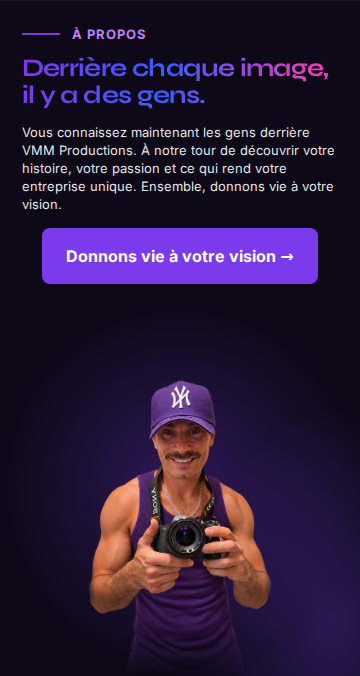 À PROPOS
Derrière chaque image,
il y a des gens.
Vous connaissez maintenant les gens derrière
VMM Productions. À notre tour de découvrir votre
histoire, votre passion et ce qui rend votre
entreprise unique. Ensemble, donnons vie à votre
vision.
Donnons vie à votre vision →
NY